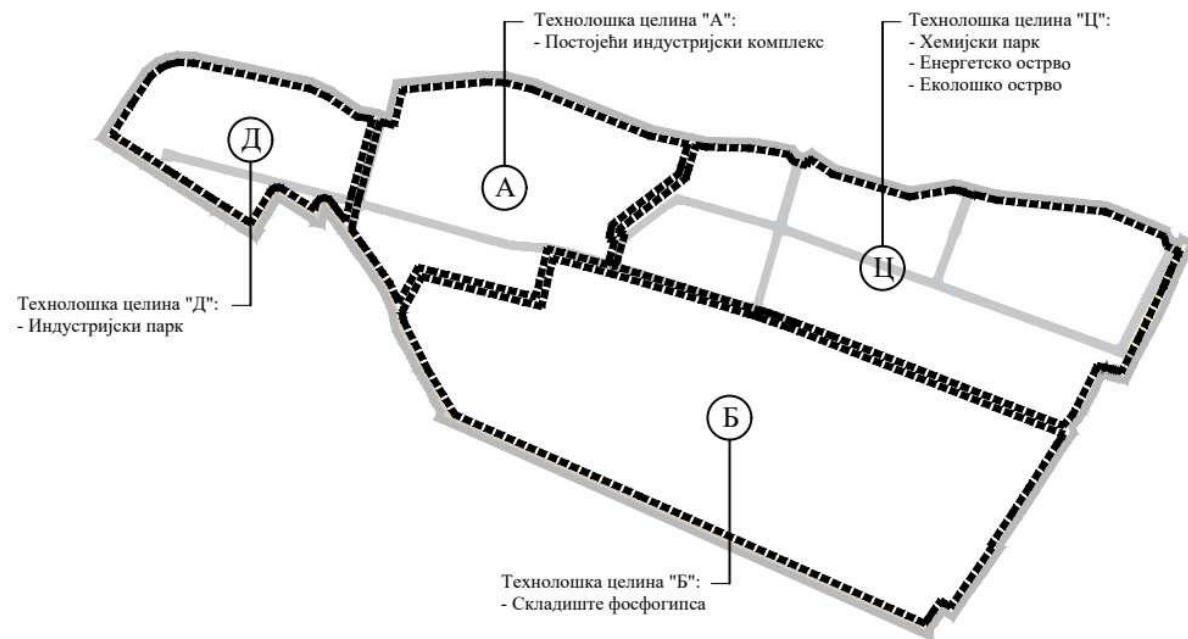 Технолошка целина "А":
- Постојећи индустријски комплекс
Технолошка целина "Ц":
- Хемијски парк
- Енергетско острво
- Еколошко острво
Д
А
Ц
Технолошка целина "Д":
- Индустријски парк
Б
Технолошка целина "Б":
- Складиште фосфогипса